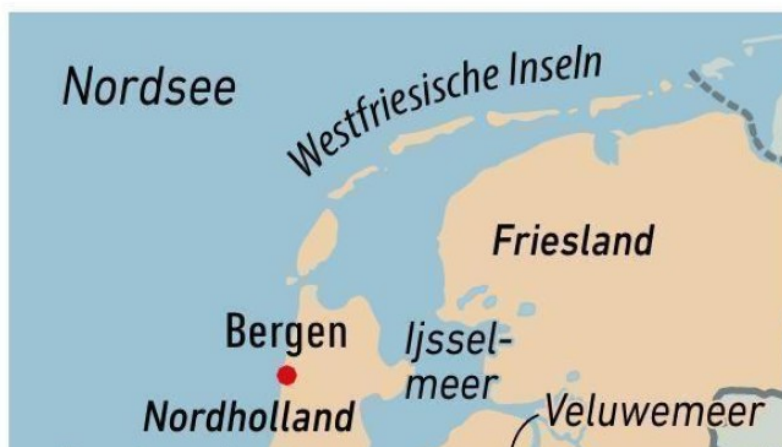 Nordsee
Westfriesische Inseln
Friesland
Bergen
Ijssel-
meer
Nordholland
Veluwemeer